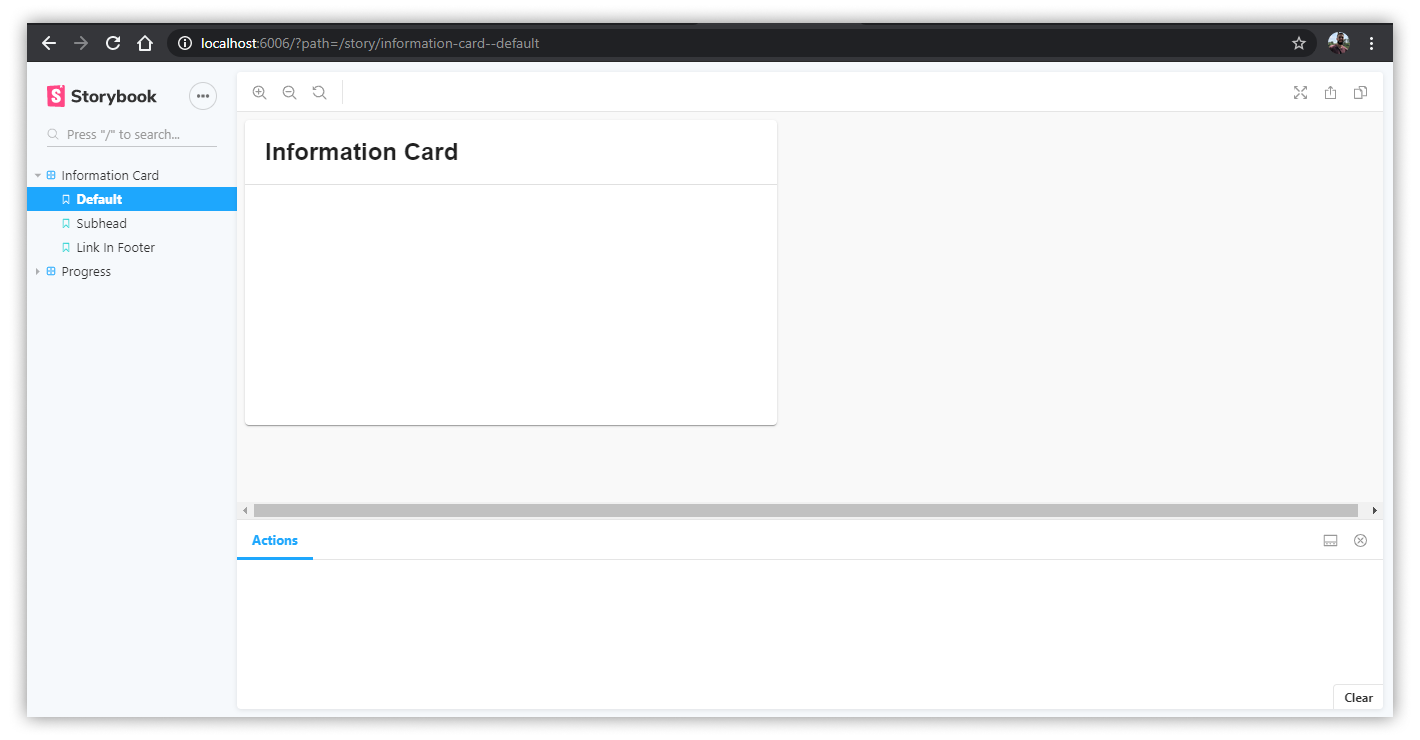 localhost:6006/?path=/story/information-card--default
Storybook
Press "/" to search...
Information Card
Default
Subhead
Link In Footer
Progress
Information Card
Actions
Clear